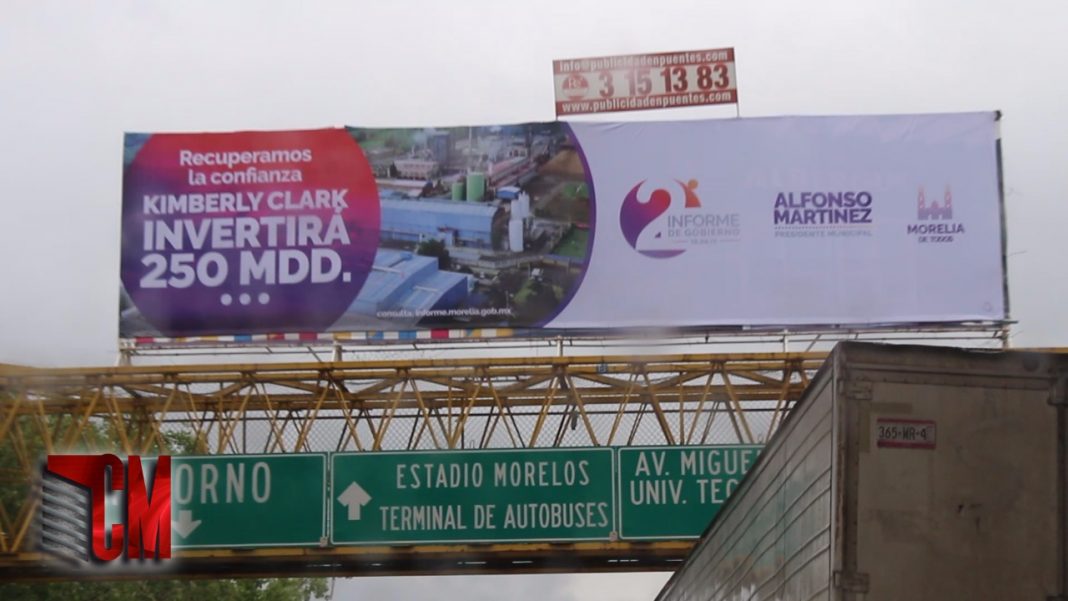 info@publicidadenpuentes.com
3 15 13 83
www.publicidadenpuentes.com
Recuperamos
la confianza
KIMBERLY CLARK
INVERTIRÁ
250 MDD.
consulta. informe.morelia.gob.mx
2
INFORME
DE GOBIERNO
ALFONSO
MARTINEZ
PRESIDENTE MUNICIPAL
MORELIA
DE TODOS
ORNO
ESTADIO MORELOS
TERMINAL DE AUTOBUSES
AV. MIGUE
UNIV. TEC
365-WR-4
TCM